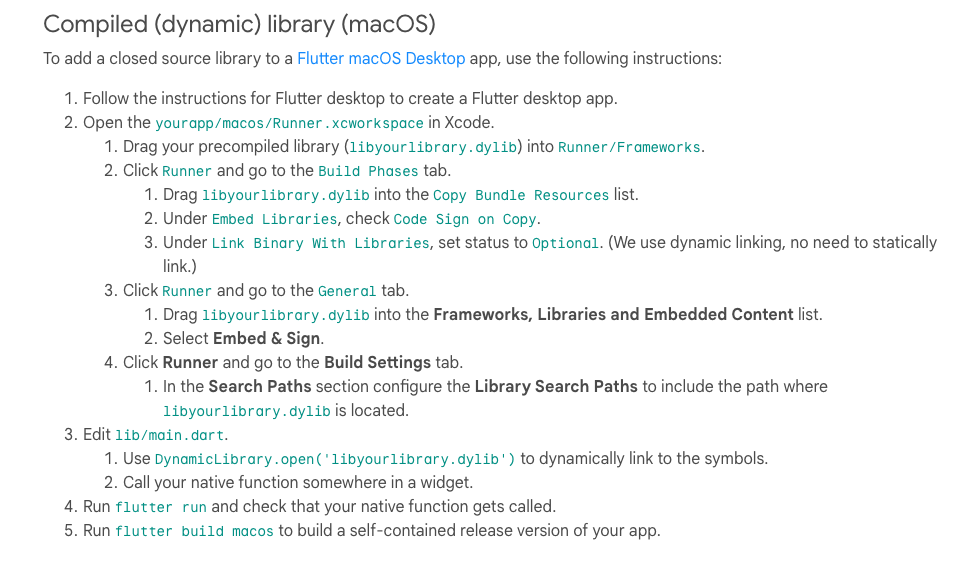 Compiled (dynamic) library (macOS)
To add a closed source library to a Flutter macOS Desktop app, use the following instructions:
1. Follow the instructions for Flutter desktop to create a Flutter desktop app.
2. Open the yourapp/macos/Runner.xcworkspace in Xcode.
1. Drag your precompiled library (libyourlibrary.dylib) into Runner/Frameworks.
2. Click Runner and go to the Build Phases tab.
1. Drag libyourlibrary.dylib into the Copy Bundle Resources list.
2. Under Embed Libraries, check Code Sign on Copy.
3. Under Link Binary With Libraries, set status to Optional. (We use dynamic linking, no need to statically
link.)
3. Click Runner and go to the General tab.
1. Drag libyourlibrary.dylib into the Frameworks, Libraries and Embedded Content list.
2. Select Embed & Sign.
4. Click Runner and go to the Build Settings tab.
1. In the Search Paths section configure the Library Search Paths to include the path where
libyourlibrary.dylib is located.
3. Edit lib/main.dart.
1. Use DynamicLibrary.open('libyourlibrary.dylib') to dynamically link to the symbols.
2. Call your native function somewhere in a widget.
4. Run flutter run and check that your native function gets called.
5. Run flutter build macos to build a self-contained release version of your app.